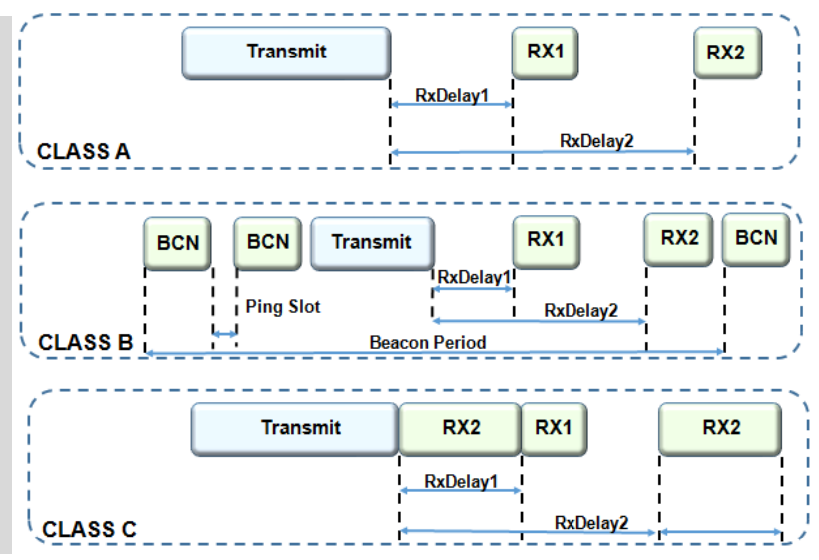 Transmit RX1 RX2
RxDelay1
RxDelay2
CLASS A
BCN BCN Transmit RX1 RX2 BCN
RxDelay1
Ping Slot RxDelay2
CLASS B Beacon Period
Transmit RX2 RX1 RX2
RxDelay1
CLASS C RxDelay2